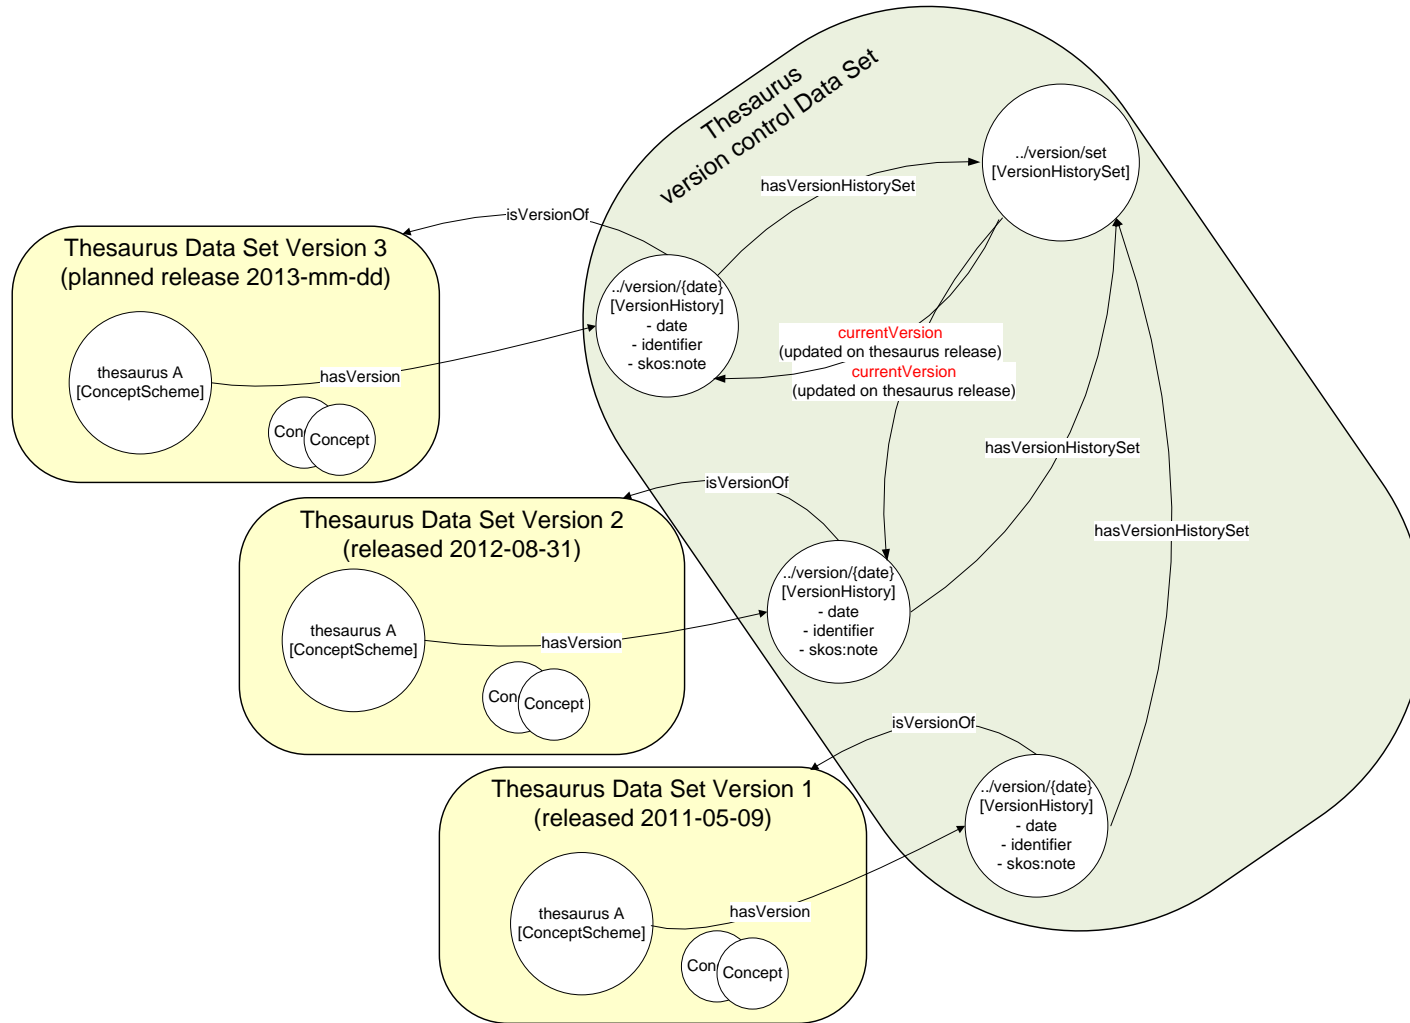 Thesaurus
version control Data Set
../version/set
[VersionHistorySet]
hasVersionHistorySet
isVersionOf
Thesaurus Data Set Version 3
(planned release 2013-mm-dd)
../version/{date}
[VersionHistory]
- date
- identifier
- skos:note
currentVersion
(updated on thesaurus release)
currentVersion
(updated on thesaurus release)
thesaurus A
[ConceptScheme]
hasVersion
Con
Concept
hasVersionHistorySet
isVersionOf
Thesaurus Data Set Version 2
(released 2012-08-31)
hasVersionHistorySet
../version/{date}
[VersionHistory]
- date
- identifier
- skos:note
thesaurus A
[ConceptScheme]
hasVersion
Con
Concept
isVersionOf
Thesaurus Data Set Version 1
(released 2011-05-09)
../version/{date}
[VersionHistory]
- date
- identifier
- skos:note
thesaurus A
[ConceptScheme]
hasVersion
Con
Concept